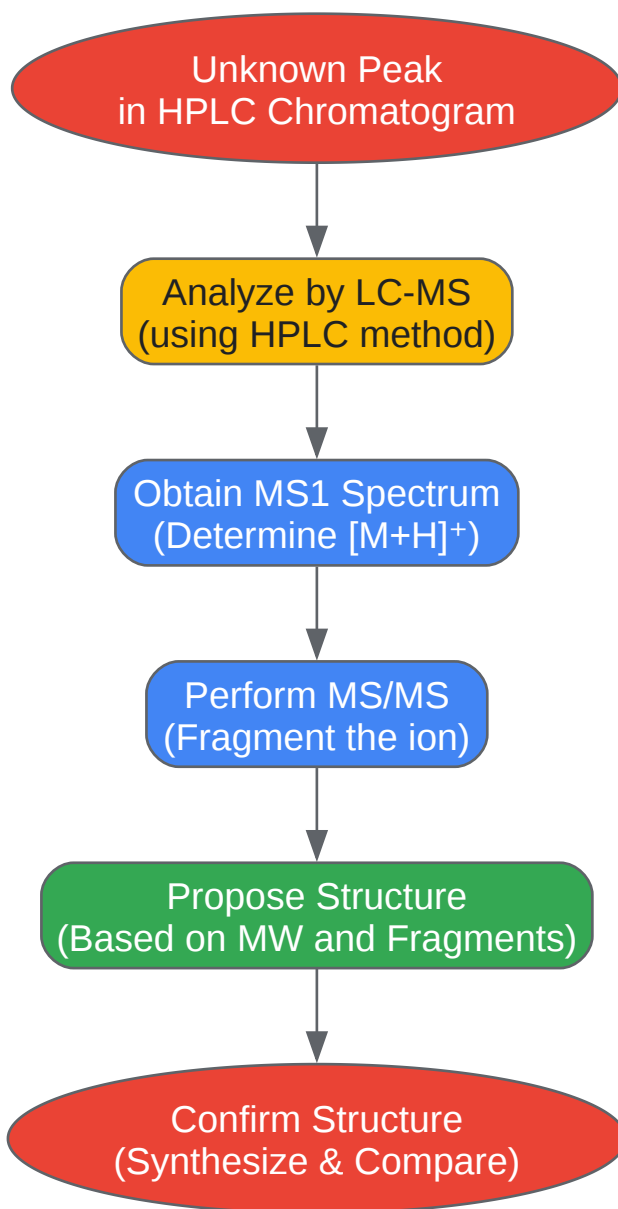 Unknown Peak
in HPLC Chromatogram
Analyze by LC-MS
(using HPLC method)
Obtain MS1 Spectrum
(Determine [M+H]⁺)
Perform MS/MS
(Fragment the ion)
Propose Structure
(Based on MW and Fragments)
Confirm Structure
(Synthesize & Compare)